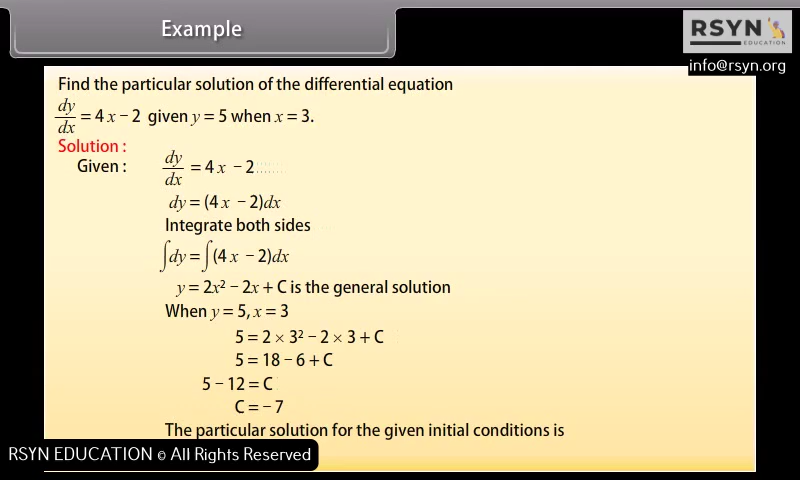 Example
RSYN
EDUCATION
info@rsyn.org
Find the particular solution of the differential equation
dy/dx = 4x − 2 given y = 5 when x = 3.
Solution :
Given : dy/dx = 4x − 2
dy = (4x − 2)dx
Integrate both sides
∫dy = ∫(4x − 2)dx
y = 2x² − 2x + C is the general solution
When y = 5, x = 3
5 = 2 × 3² − 2 × 3 + C
5 = 18 − 6 + C
5 − 12 = C
C = − 7
The particular solution for the given initial conditions is
RSYN EDUCATION © All Rights Reserved